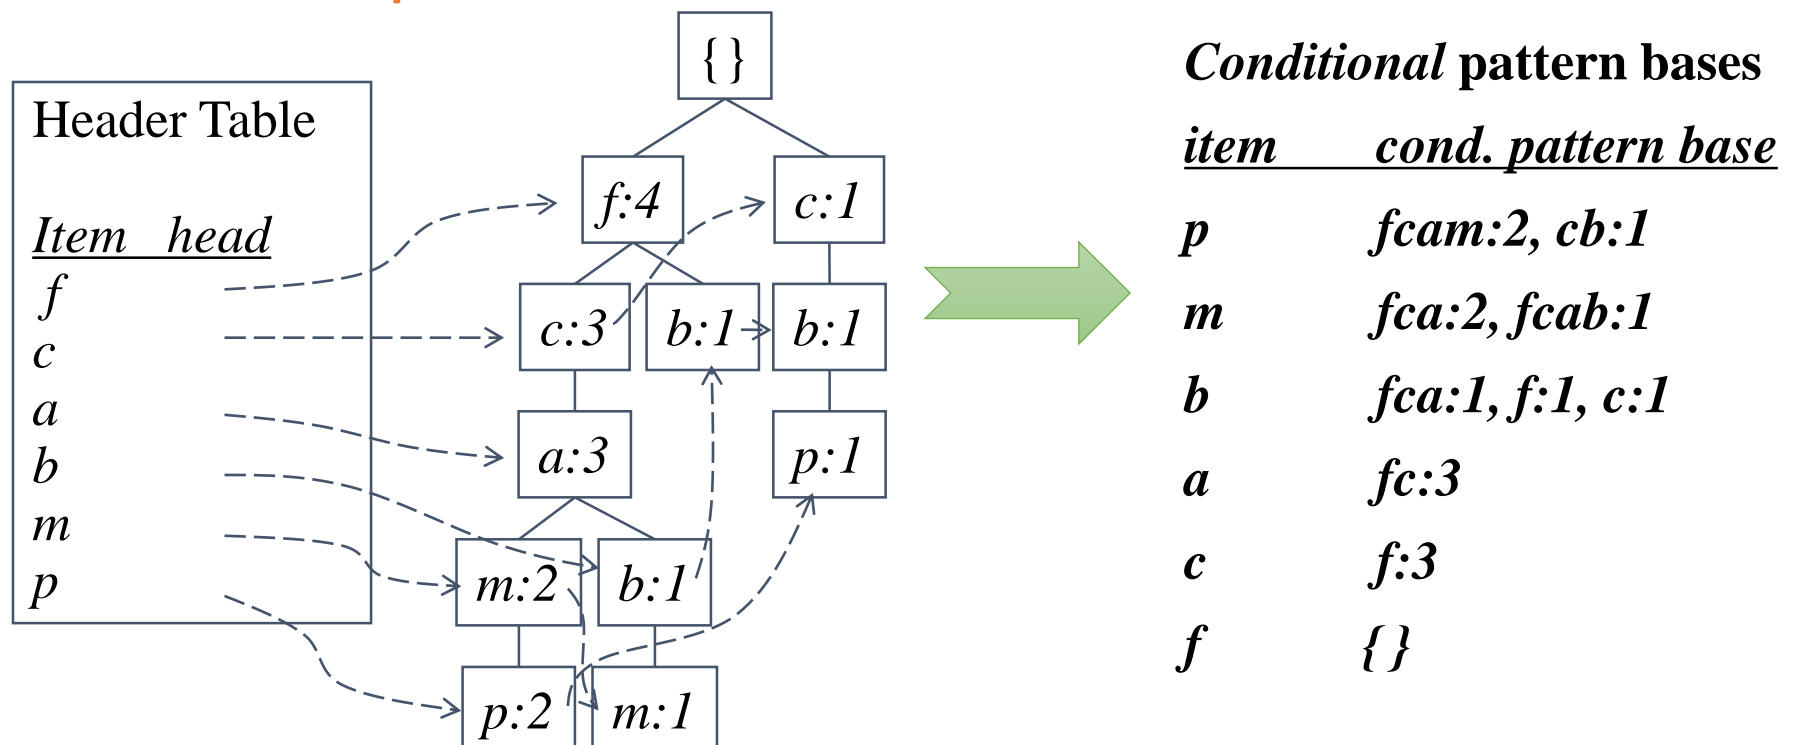 Header Table
Item head
f
c
a
b
m
p
{}
f:4 c:1
c:3 b:1 b:1
a:3 p:1
m:2 b:1
p:2 m:1
Conditional pattern bases
item cond. pattern base
p fcam:2, cb:1
m fca:2, fcab:1
b fca:1, f:1, c:1
a fc:3
c f:3
f {}